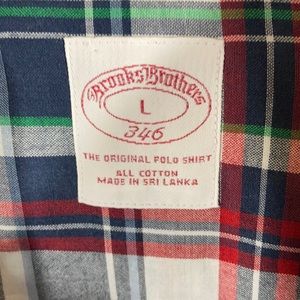 Brooks Brothers
L
346
THE ORIGINAL POLO SHIRT
ALL COTTON
MADE IN SRI LANKA